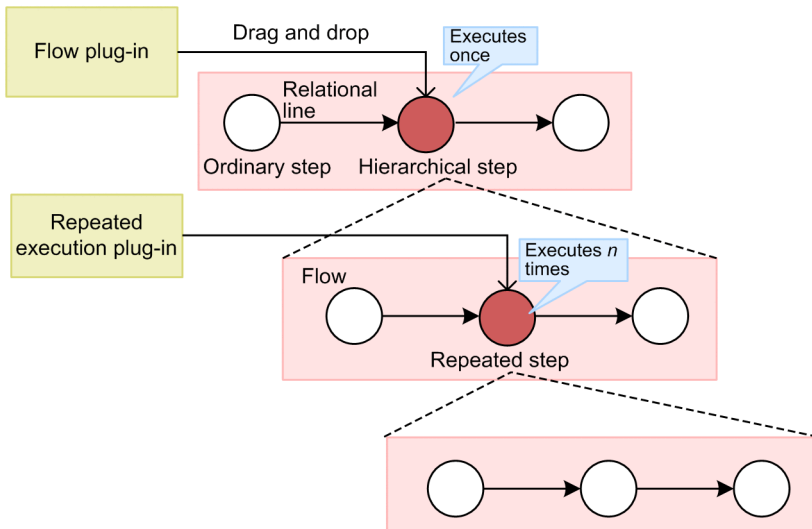 Flow plug-in
Drag and drop
Executes
once
Relational
line
Ordinary step
Hierarchical step
Repeated
execution plug-in
Executes n
times
Flow
Repeated step